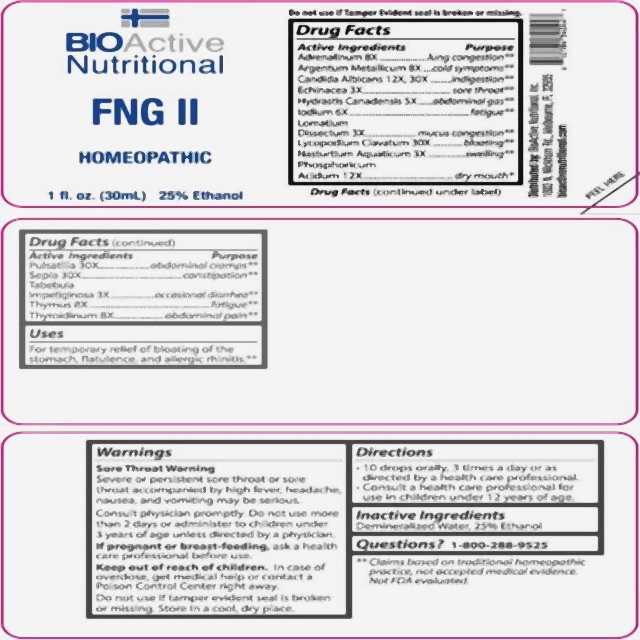 BIOActive
Nutritional
FNG II
HOMEOPATHIC
1 fl. oz. (30mL) 25% Ethanol
Do not use if Tamper Evident seal is broken or missing.
Drug Facts
Active Ingredients Purpose
Adrenalinum 8X lung congestion**
Argentum Metallicum 8X cold symptoms**
Candida Albicans 12X, 30X indigestion**
Echinacea 3X sore throat**
Hydrastis Canadensis 5X abdominal gas**
Iodium 6X fatigue**
Lomatium
Dissectum 3X mucus congestion**
Lycopodium Clavatum 30X bloating**
Nasturtium Aquaticum 3X swelling**
Phosphoricum
Acidum 12X dry mouth*
Drug Facts (continued under label)
Distributed by: BioActive Nutritional, Inc.
Melbourne, FL 32935
bioactivenutritional.com
PEEL HERE
Drug Facts (continued)
Active Ingredients Purpose
Pulsatilla 30X abdominal cramps**
Sepia 30X constipation**
Tabebuia
Impetiginosa 3X occasional diarrhea**
Thymus 8X fatigue**
Thyroidinum 8X abdominal pain**
Uses
For temporary relief of bloating of the
stomach, flatulence, and allergic rhinitis.**
Warnings
Sore Throat Warning
Severe or persistent sore throat or sore
throat accompanied by high fever, headache,
nausea, and vomiting may be serious.
Consult physician promptly. Do not use more
than 2 days or administer to children under
3 years of age unless directed by a physician.
If pregnant or breast-feeding, ask a health
care professional before use.
Keep out of reach of children. In case of
overdose, get medical help or contact a
Poison Control Center right away.
Do not use if tamper evident seal is broken
or missing. Store in a cool, dry place.
Directions
• 10 drops orally, 3 times a day or as
directed by a health care professional.
• Consult a health care professional for
use in children under 12 years of age.
Inactive Ingredients
Demineralized Water, 25% Ethanol
Questions? 1-800-288-9525
** Claims based on traditional homeopathic
practice, not accepted medical evidence.
Not FDA evaluated.